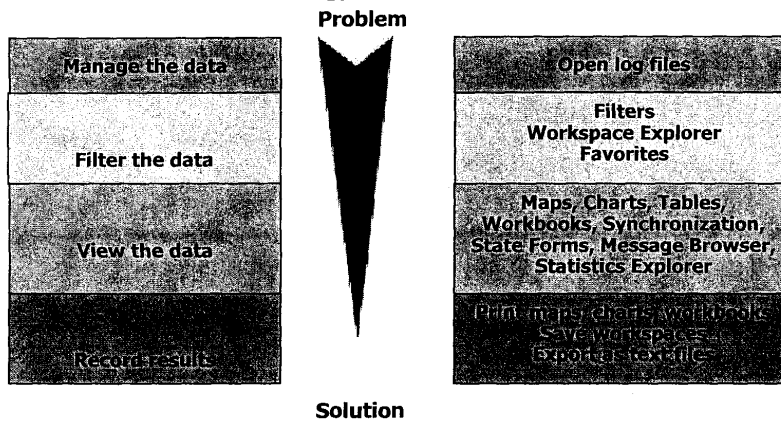 Problem
Manage the data
Open log files
Filter the data
Filters
Workspace Explorer
Favorites
View the data
Maps, Charts, Tables,
Workbooks, Synchronization,
State Forms, Message Browser,
Statistics Explorer
Record results
Print maps, charts, workbooks
Save workspaces
Export as text files
Solution